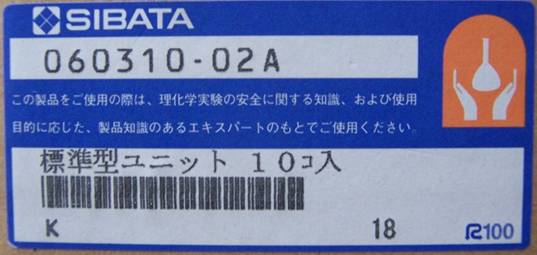 SIBATA
060310-02A
この製品をご使用の際は、理化学実験の安全に関する知識、および使用
目的に応じた、製品知識のあるエキスパートのもとでご使用ください。
標準型ユニット 10コ入
K 18 R100